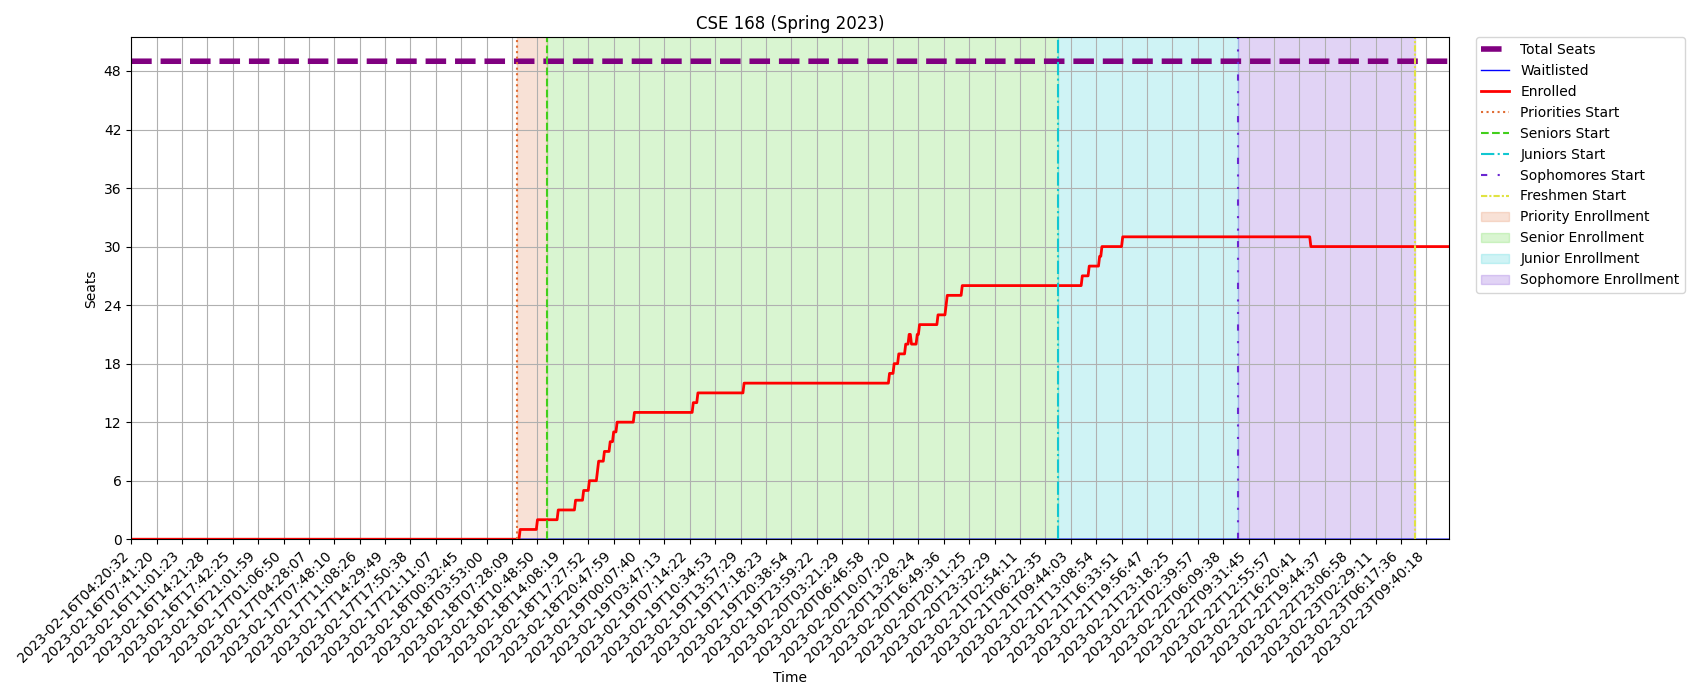 CSE 168 (Spring 2023)
Seats
48
42
36
30
24
18
12
6
0
2023-02-16T04:20:32
2023-02-16T07:41:20
2023-02-16T11:01:23
2023-02-16T14:21:28
2023-02-16T17:42:25
2023-02-16T21:01:59
2023-02-17T01:06:50
2023-02-17T04:28:07
2023-02-17T07:48:10
2023-02-17T11:08:26
2023-02-17T14:29:49
2023-02-17T17:50:38
2023-02-17T21:11:07
2023-02-18T00:32:45
2023-02-18T03:53:00
2023-02-18T07:28:09
2023-02-18T10:48:50
2023-02-18T14:08:19
2023-02-18T17:27:52
2023-02-18T20:47:59
2023-02-19T00:07:40
2023-02-19T03:47:13
2023-02-19T07:14:22
2023-02-19T10:34:53
2023-02-19T13:57:29
2023-02-19T17:18:23
2023-02-19T20:38:54
2023-02-19T23:59:22
2023-02-20T03:21:29
2023-02-20T06:46:58
2023-02-20T10:07:20
2023-02-20T13:28:24
2023-02-20T16:49:36
2023-02-20T20:11:25
2023-02-20T23:32:29
2023-02-21T02:54:11
2023-02-21T06:22:35
2023-02-21T09:44:03
2023-02-21T13:08:54
2023-02-21T16:33:51
2023-02-21T19:56:47
2023-02-21T23:18:25
2023-02-22T02:39:57
2023-02-22T06:09:38
2023-02-22T09:31:45
2023-02-22T12:55:57
2023-02-22T16:20:41
2023-02-22T19:44:37
2023-02-22T23:06:58
2023-02-23T02:29:11
2023-02-23T06:17:36
2023-02-23T09:40:18
Time
Total Seats
Waitlisted
Enrolled
Priorities Start
Seniors Start
Juniors Start
Sophomores Start
Freshmen Start
Priority Enrollment
Senior Enrollment
Junior Enrollment
Sophomore Enrollment